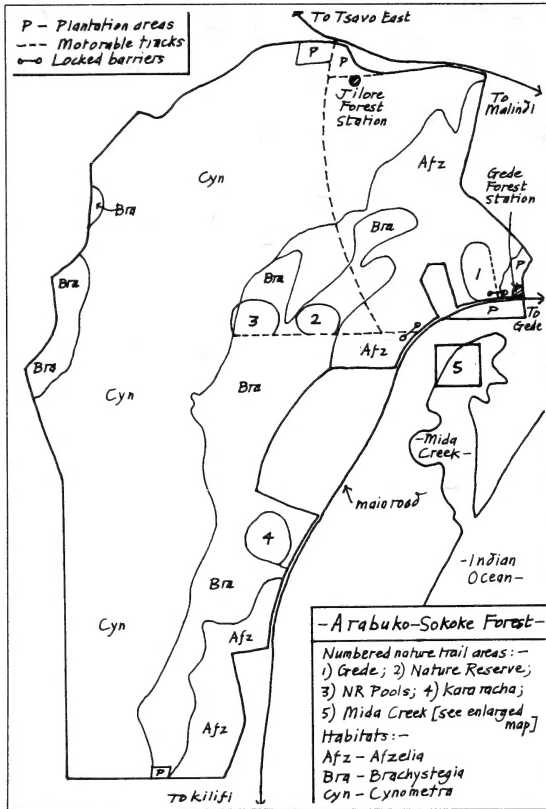 P - Plantation areas
--- - Motorable tracks
o-o - Locked barriers
To Tsavo East
P
P
Jilore
Forest
Station
To
Malindi
Cyn
Afz
Gede
Forest
Station
Bra
Bra
P
1
Bra
Bra
3
2
P
P
To
Gede
Afz
5
Bra
Cyn
Bra
-Mida
Creek-
main road
4
-Indian
Ocean-
Bra
Cyn
Afz
Afz
P
To Kilifi
-Arabuko-Sokoke Forest-
Numbered nature trail areas:-
1) Gede; 2) Nature Reserve;
3) NR Pools; 4) Kararacha;
5) Mida Creek [see enlarged
map]
Habitats:-
Afz - Afzelia
Bra - Brachystegia
Cyn - Cynometra